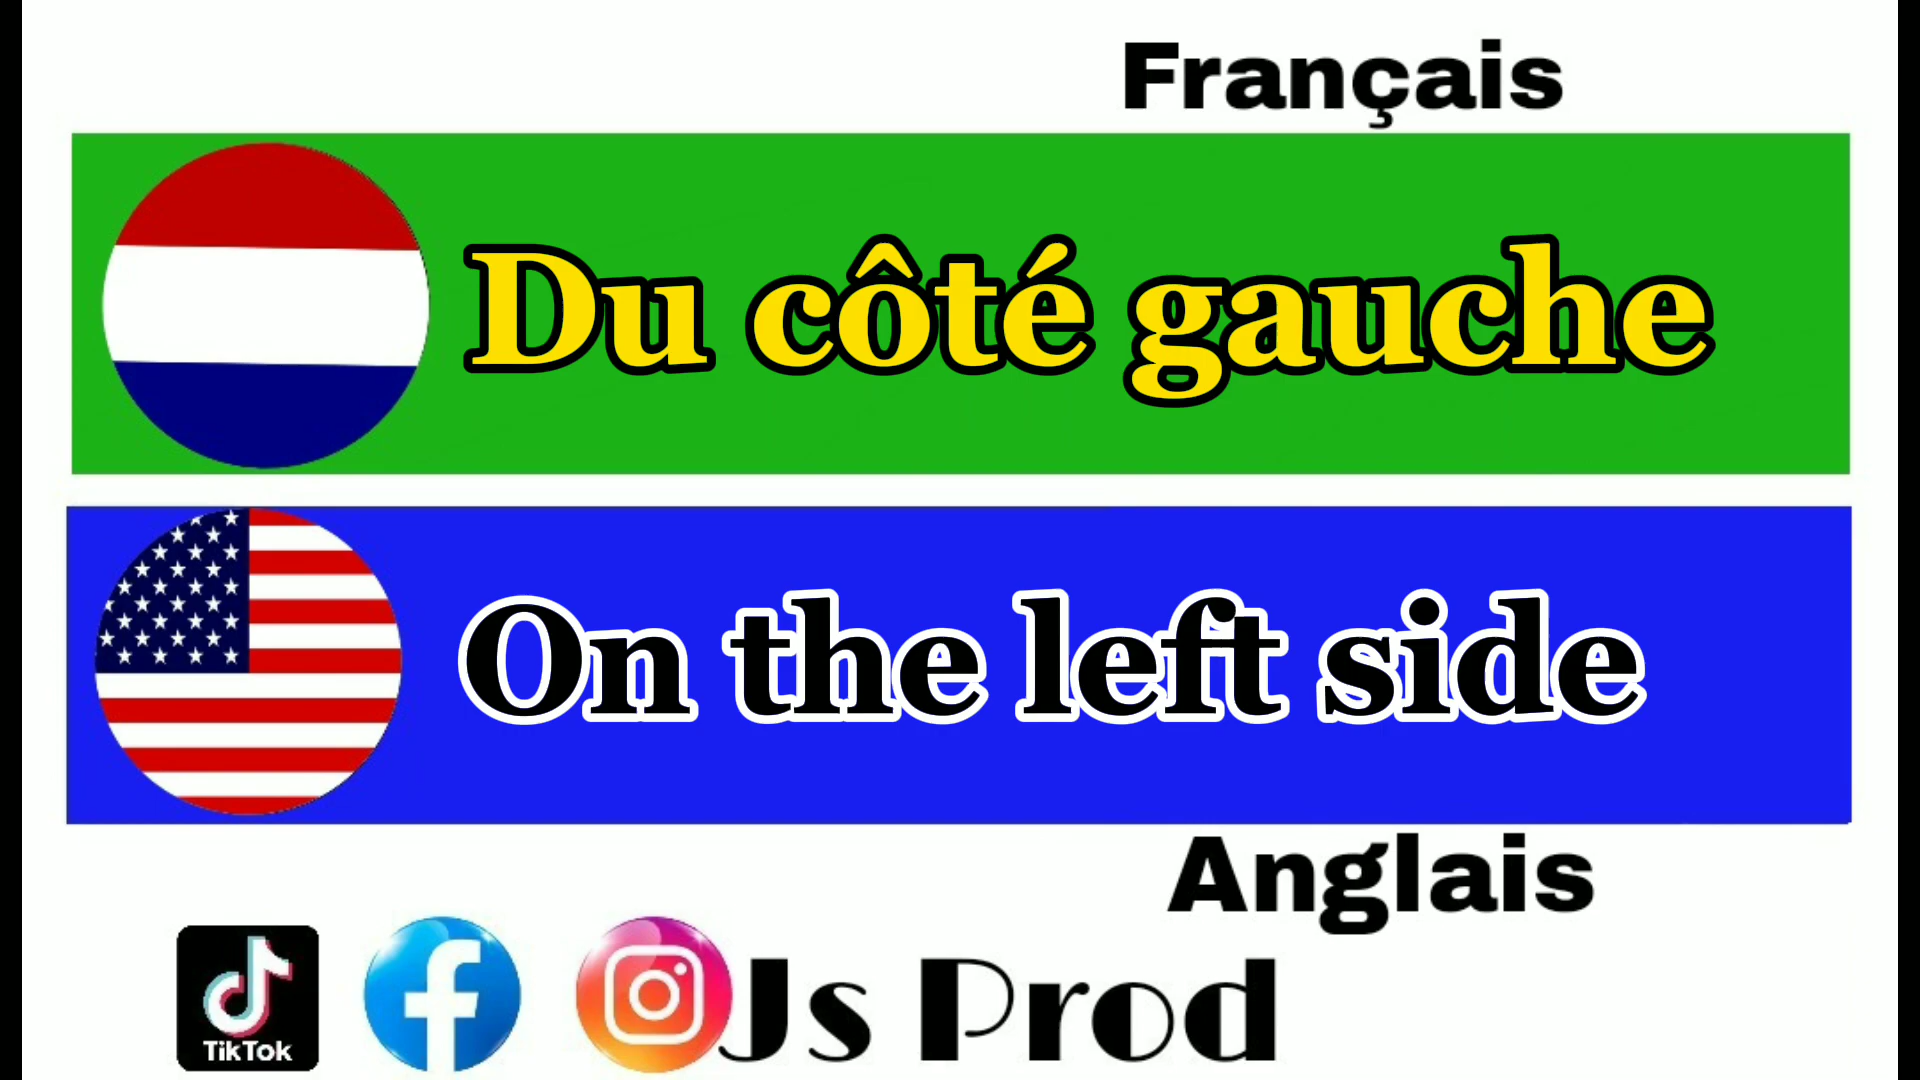 Français
Du côté gauche
On the left side
Anglais
TikTok
Js Prod